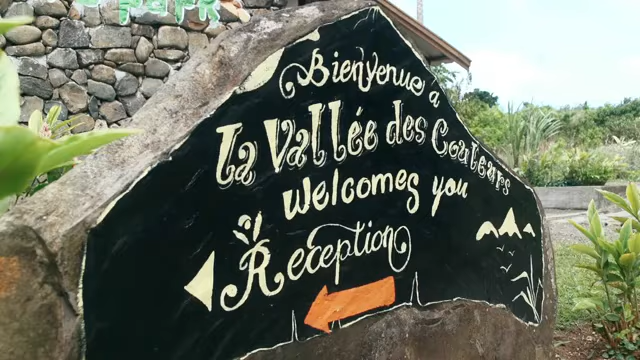 Park
Bienvenue a
La Vallée des Couleurs
welcomes you
Reception